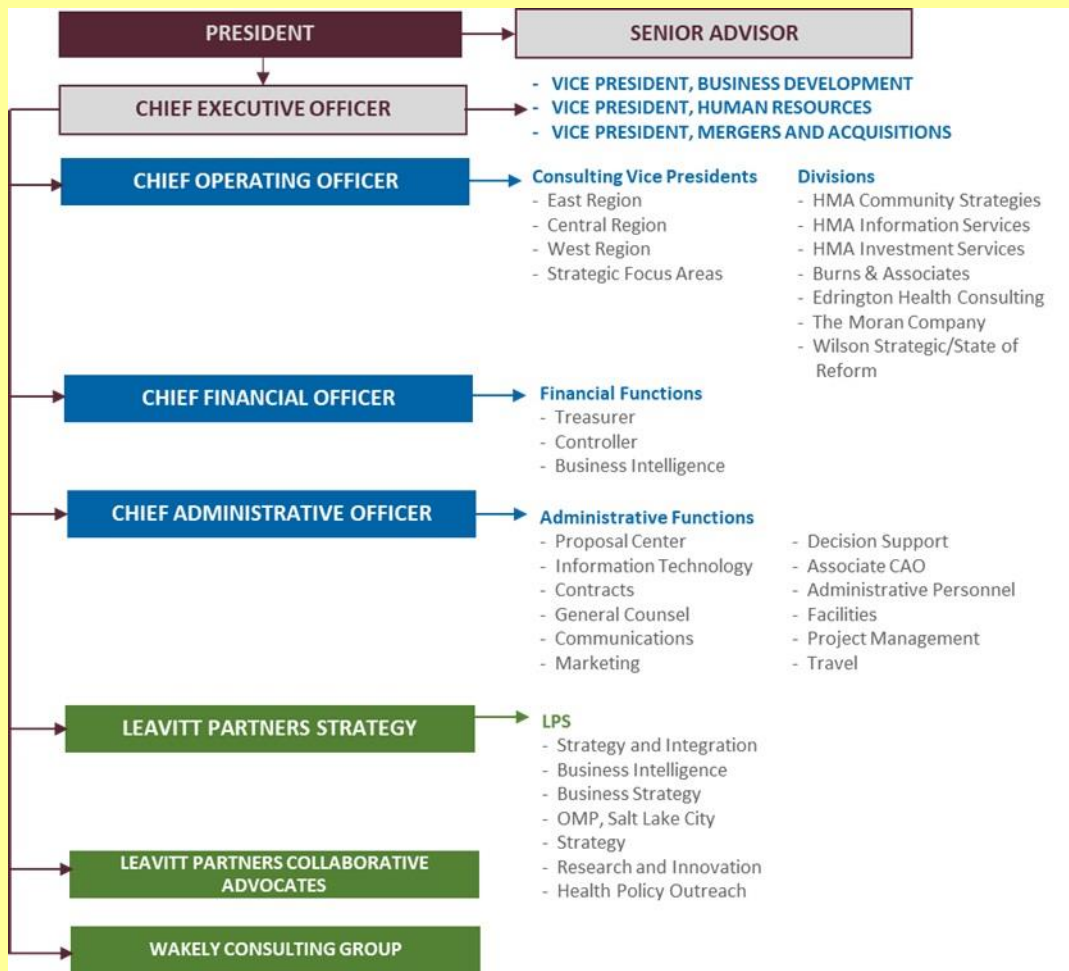 PRESIDENT
SENIOR ADVISOR
CHIEF EXECUTIVE OFFICER
- VICE PRESIDENT, BUSINESS DEVELOPMENT
- VICE PRESIDENT, HUMAN RESOURCES
- VICE PRESIDENT, MERGERS AND ACQUISITIONS
CHIEF OPERATING OFFICER
Consulting Vice Presidents
- East Region
- Central Region
- West Region
- Strategic Focus Areas
Divisions
- HMA Community Strategies
- HMA Information Services
- HMA Investment Services
- Burns & Associates
- Edrington Health Consulting
- The Moran Company
- Wilson Strategic/State of
Reform
CHIEF FINANCIAL OFFICER
Financial Functions
- Treasurer
- Controller
- Business Intelligence
CHIEF ADMINISTRATIVE OFFICER
Administrative Functions
- Proposal Center
- Information Technology
- Contracts
- General Counsel
- Communications
- Marketing
- Decision Support
- Associate CAO
- Administrative Personnel
- Facilities
- Project Management
- Travel
LEAVITT PARTNERS STRATEGY
LPS
- Strategy and Integration
- Business Intelligence
- Business Strategy
- OMP, Salt Lake City
- Strategy
- Research and Innovation
- Health Policy Outreach
LEAVITT PARTNERS COLLABORATIVE
ADVOCATES
WAKELY CONSULTING GROUP